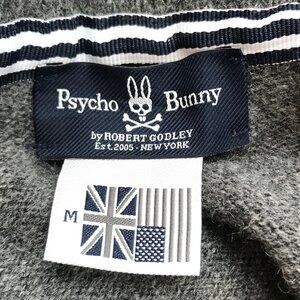 Psycho Bunny
by ROBERT GODLEY
Est. 2005 - NEW YORK
M